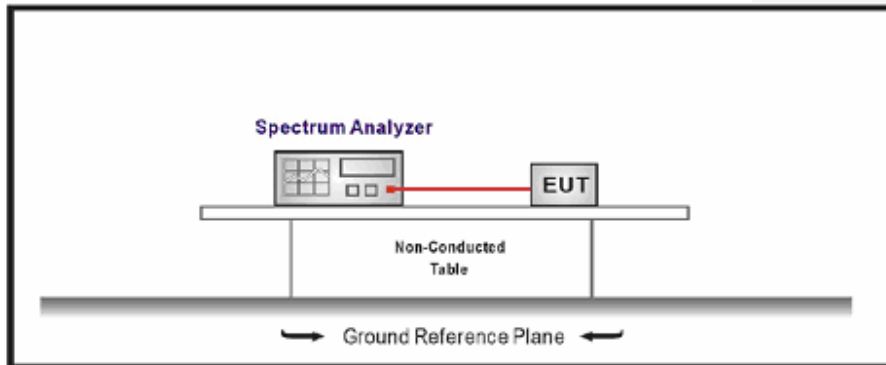 Spectrum Analyzer
EUT
Non-Conducted
Table
Ground Reference Plane